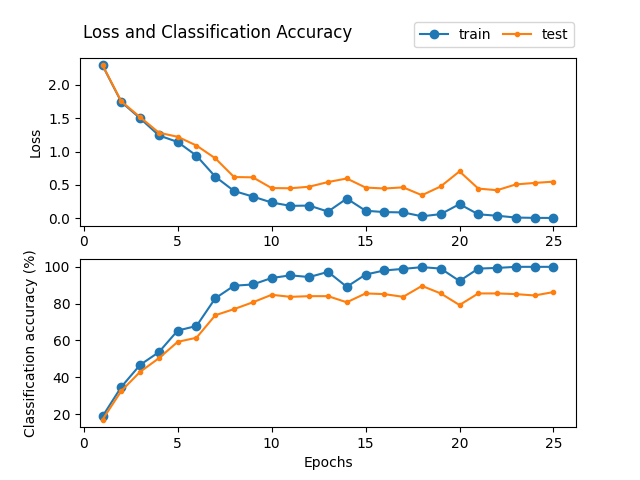 Loss and Classification Accuracy
train test
2.0
1.5
1.0
0.5
0.0
Loss
0 5 10 15 20 25
100
80
60
40
20
Classification accuracy (%)
0 5 10 15 20 25
Epochs